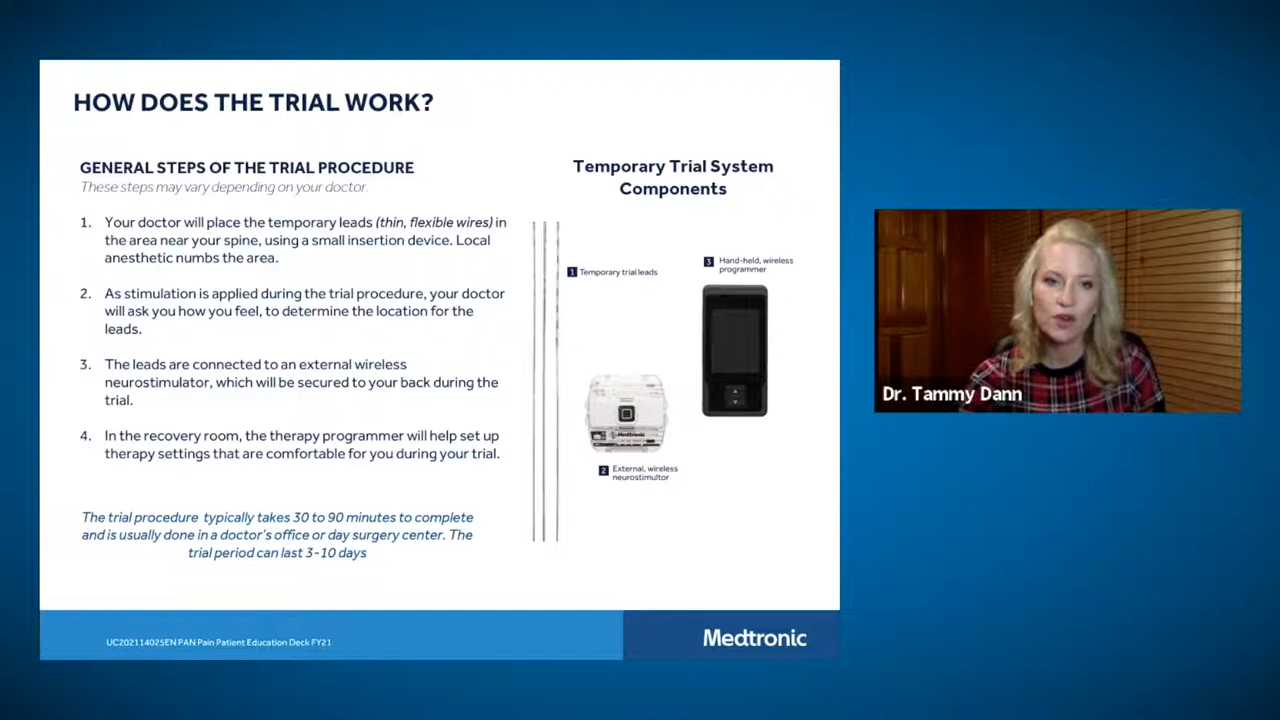 HOW DOES THE TRIAL WORK?
GENERAL STEPS OF THE TRIAL PROCEDURE
These steps may vary depending on your doctor.
1. Your doctor will place the temporary leads (thin, flexible wires) in
the area near your spine, using a small insertion device. Local
anesthetic numbs the area.
2. As stimulation is applied during the trial procedure, your doctor
will ask you how you feel, to determine the location for the
leads.
3. The leads are connected to an external wireless
neurostimulator, which will be secured to your back during the
trial.
4. In the recovery room, the therapy programmer will help set up
therapy settings that are comfortable for you during your trial.
The trial procedure typically takes 30 to 90 minutes to complete
and is usually done in a doctor's office or day surgery center. The
trial period can last 3-10 days
Temporary Trial System
Components
1 Temporary trial leads
3 Hand-held, wireless
programmer
Medtronic
2 External, wireless
neurostimultor
UC202114025EN PAN Pain Patient Education Deck FY21
Medtronic
Dr. Tammy Dann